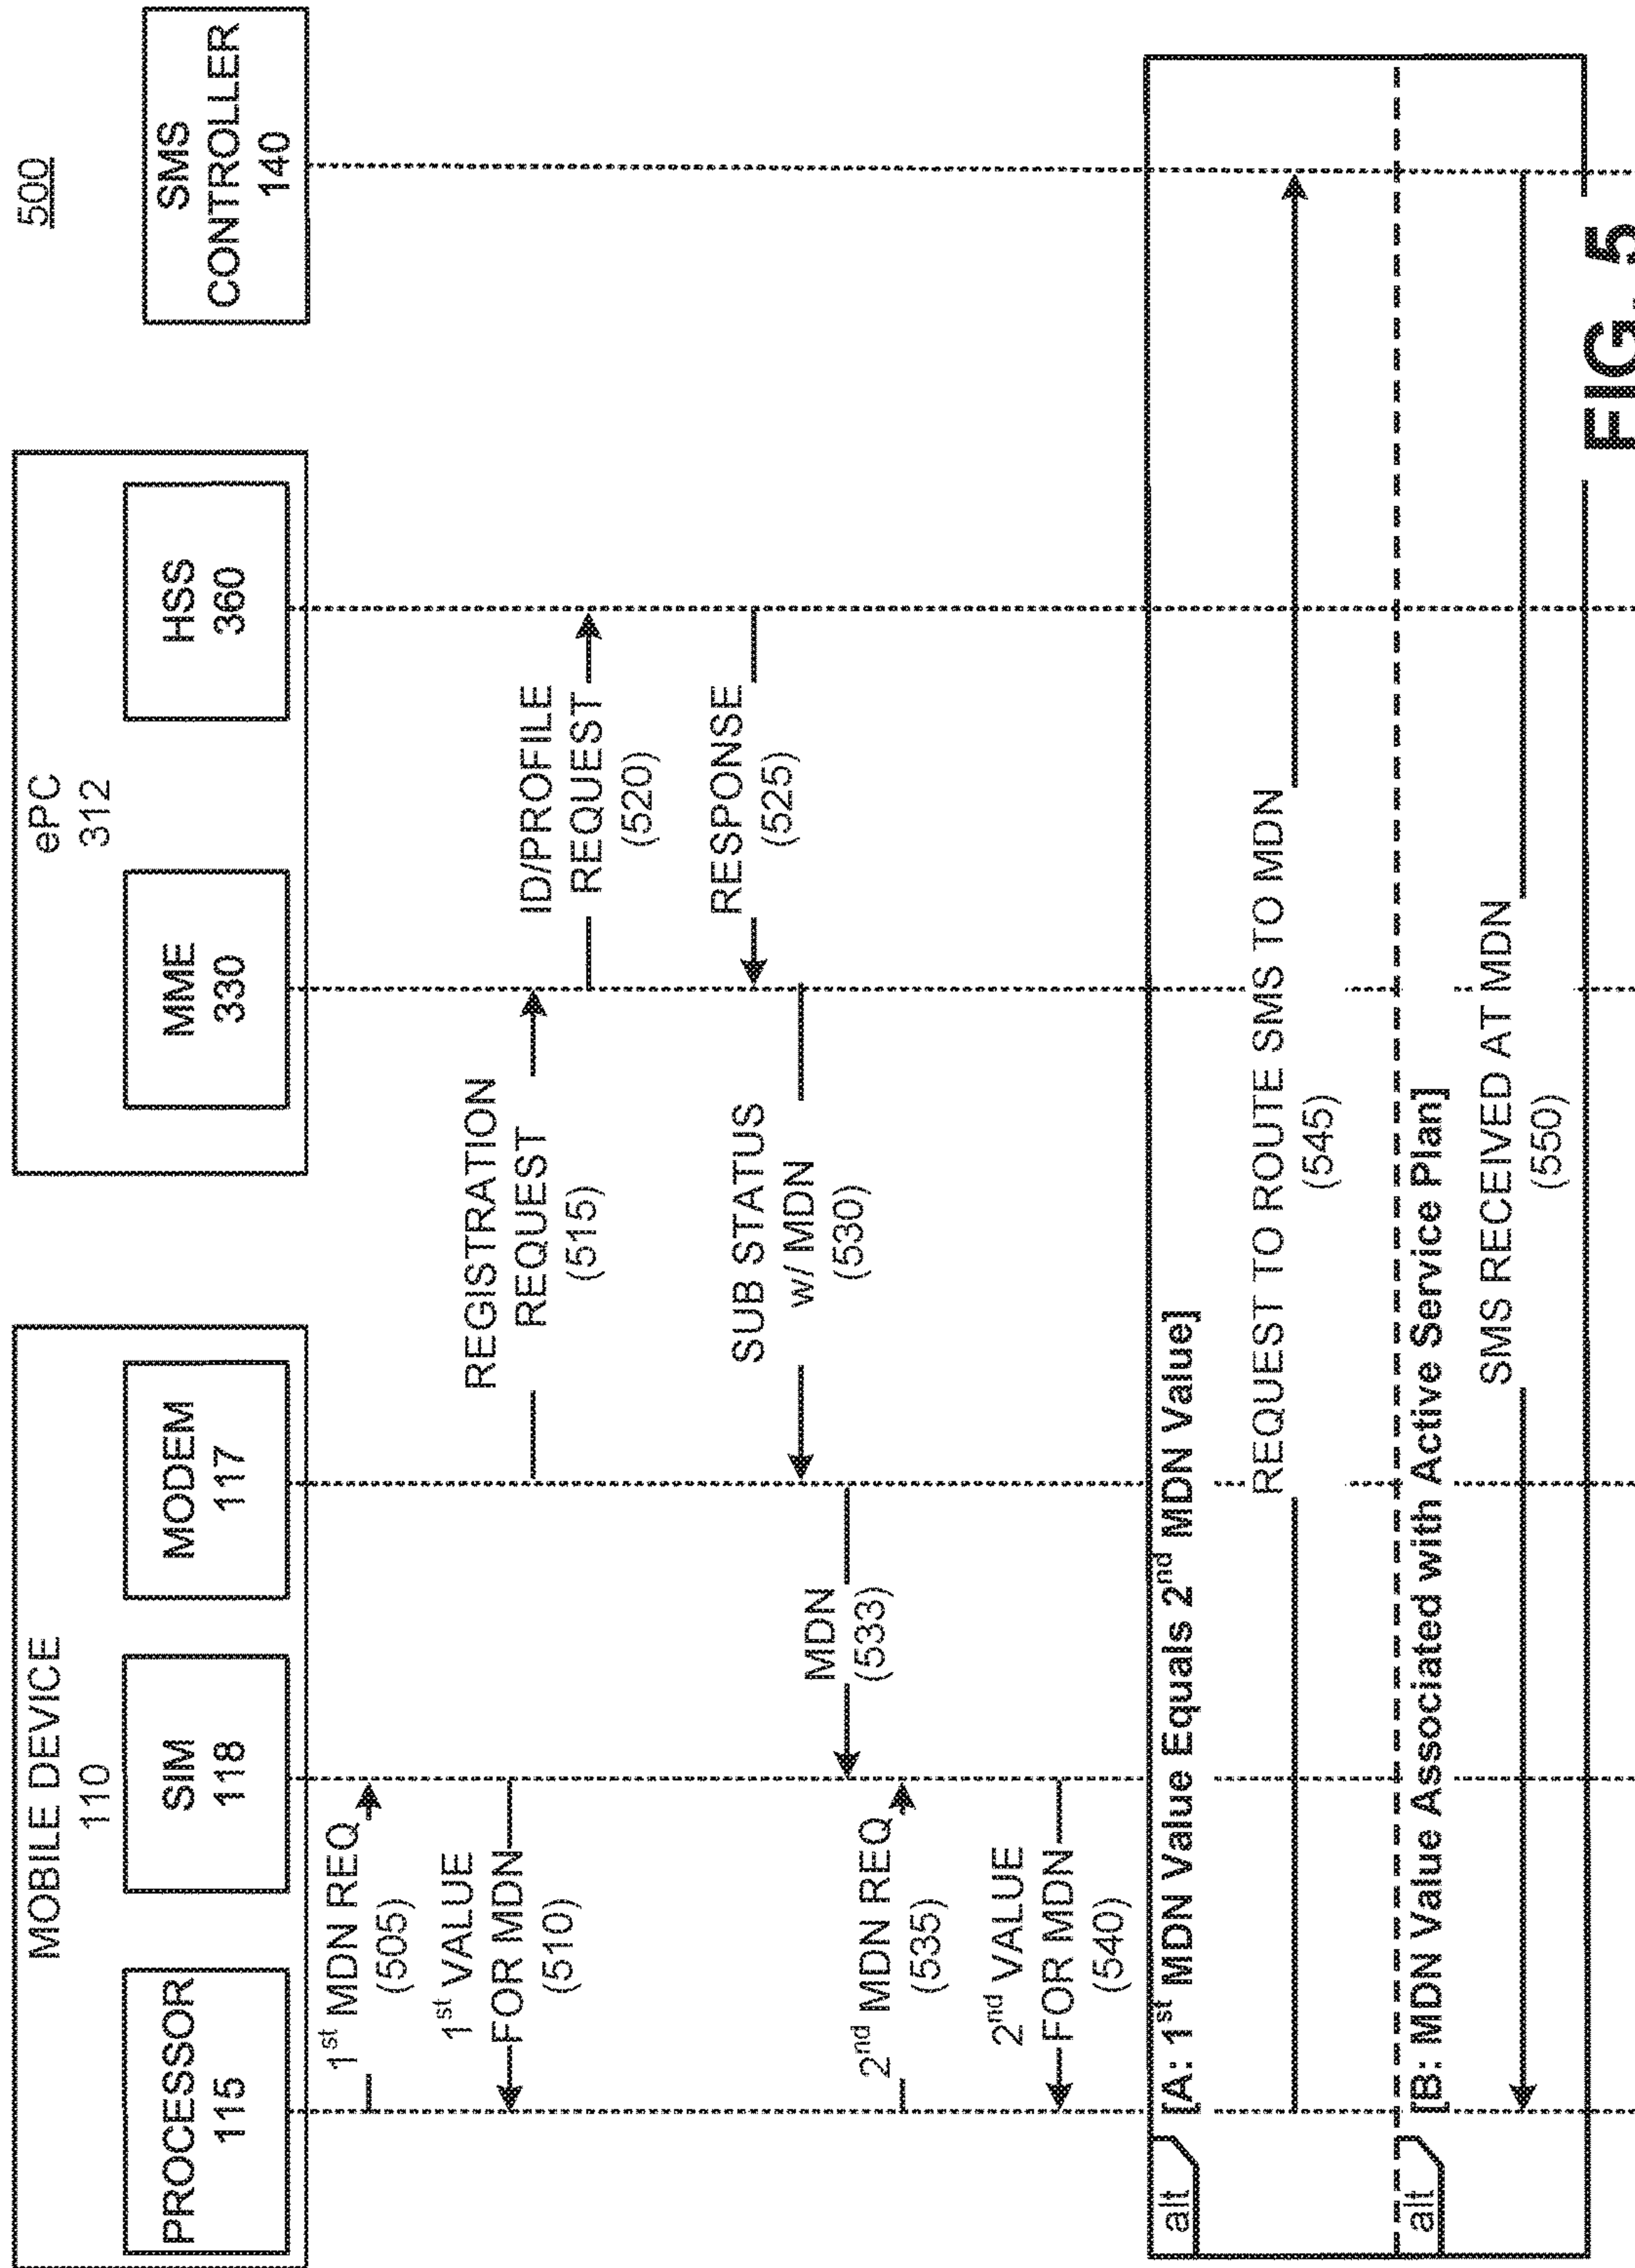 500
MOBILE DEVICE
110
PROCESSOR
115
SIM
118
MODEM
117
ePC
312
MME
330
HSS
360
SMS
CONTROLLER
140
1st MDN REQ
(505)
1st VALUE
FOR MDN
(510)
REGISTRATION
REQUEST
(515)
ID/PROFILE
REQUEST
(520)
RESPONSE
(525)
SUB STATUS
w/ MDN
(530)
MDN
(533)
2nd MDN REQ
(535)
2nd VALUE
FOR MDN
(540)
alt
[A: 1st MDN Value Equals 2nd MDN Value]
REQUEST TO ROUTE SMS TO MDN
(545)
alt
[B: MDN Value Associated with Active Service Plan]
SMS RECEIVED AT MDN
(550)
FIG. 5